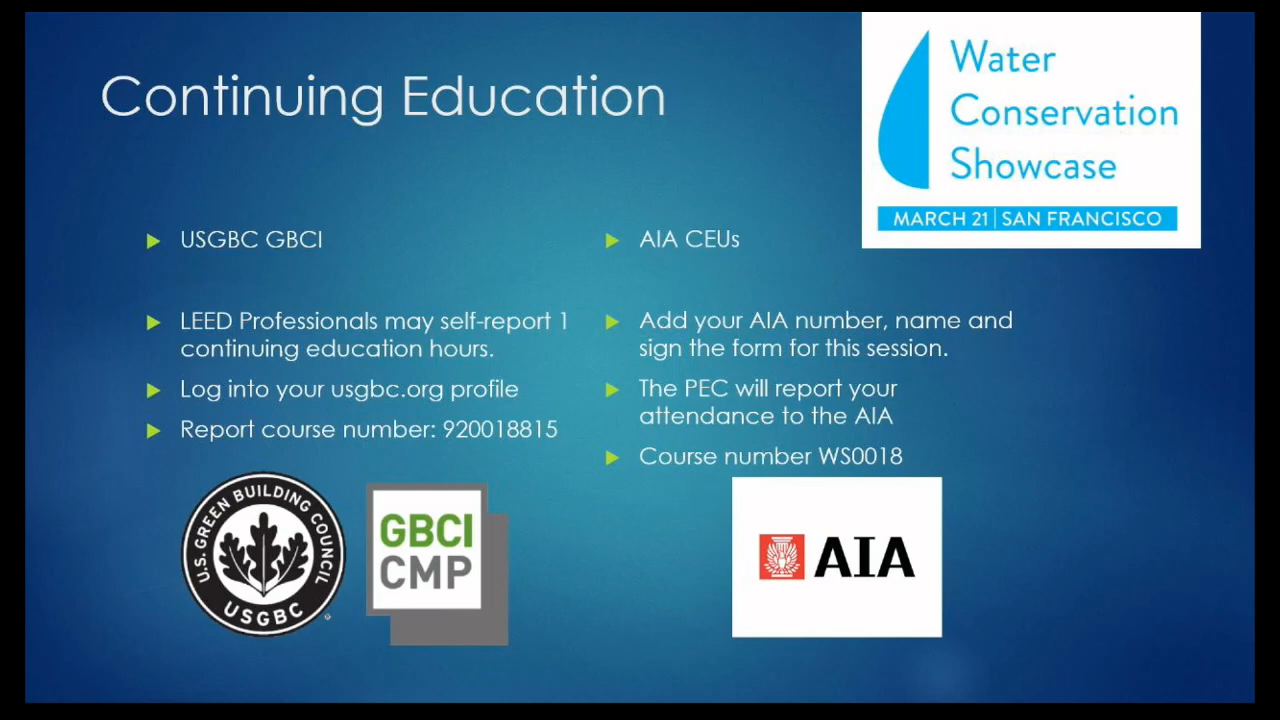 Continuing Education
Water
Conservation
Showcase
MARCH 21 | SAN FRANCISCO
USGBC GBCI
LEED Professionals may self-report 1
continuing education hours.
Log into your usgbc.org profile
Report course number: 920018815
AIA CEUs
Add your AIA number, name and
sign the form for this session.
The PEC will report your
attendance to the AIA
Course number WS0018
U.S. GREEN BUILDING COUNCIL
USGBC
®
GBCI
CMP
AIA